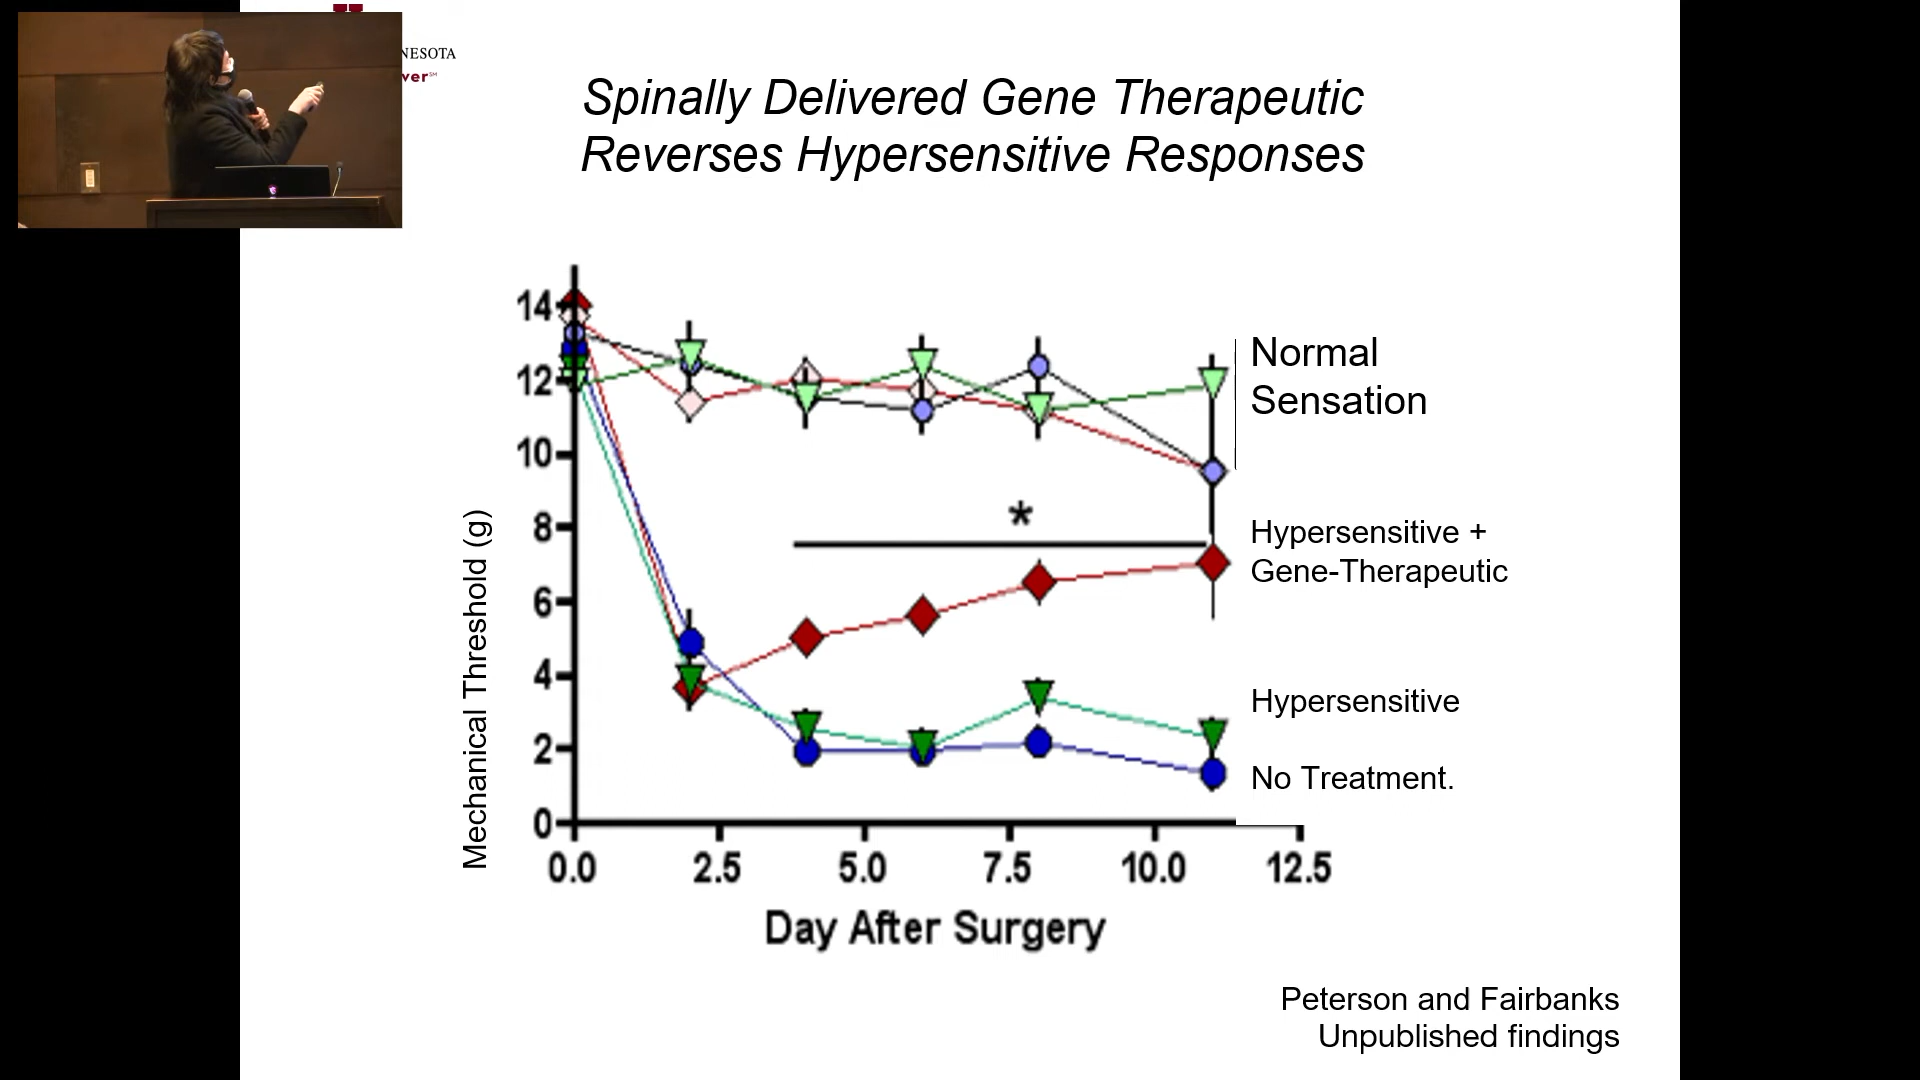 NESOTA
ver℠
Spinally Delivered Gene Therapeutic
Reverses Hypersensitive Responses
14
12
10
8
6
4
2
0
Mechanical Threshold (g)
*
Normal
Sensation
Hypersensitive +
Gene-Therapeutic
Hypersensitive
No Treatment.
0.0 2.5 5.0 7.5 10.0 12.5
Day After Surgery
Peterson and Fairbanks
Unpublished findings